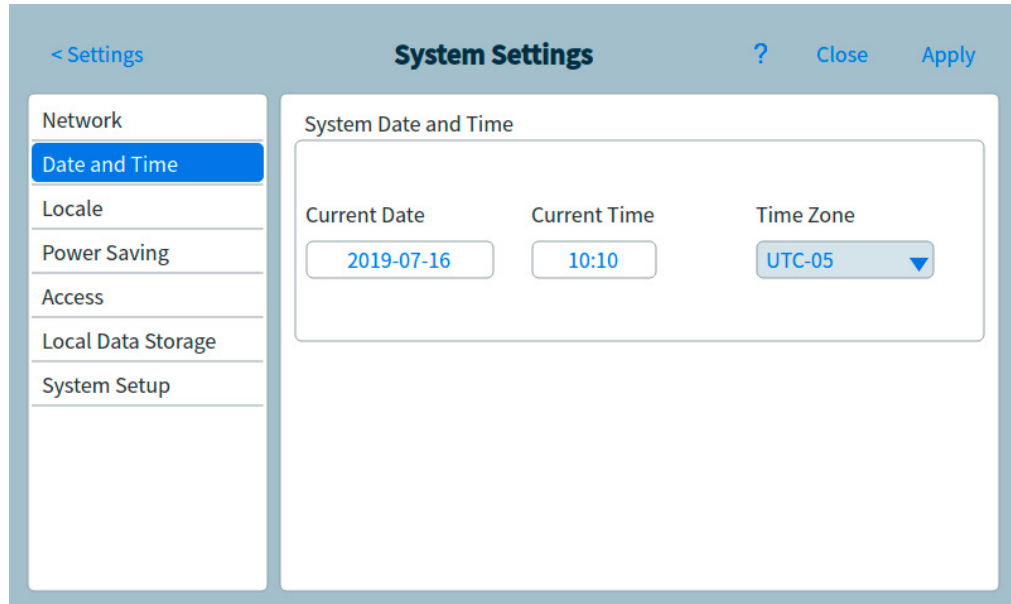 < Settings System Settings ? Close Apply
Network
Date and Time
Locale
Power Saving
Access
Local Data Storage
System Setup
System Date and Time
Current Date Current Time Time Zone
2019-07-16 10:10 UTC-05